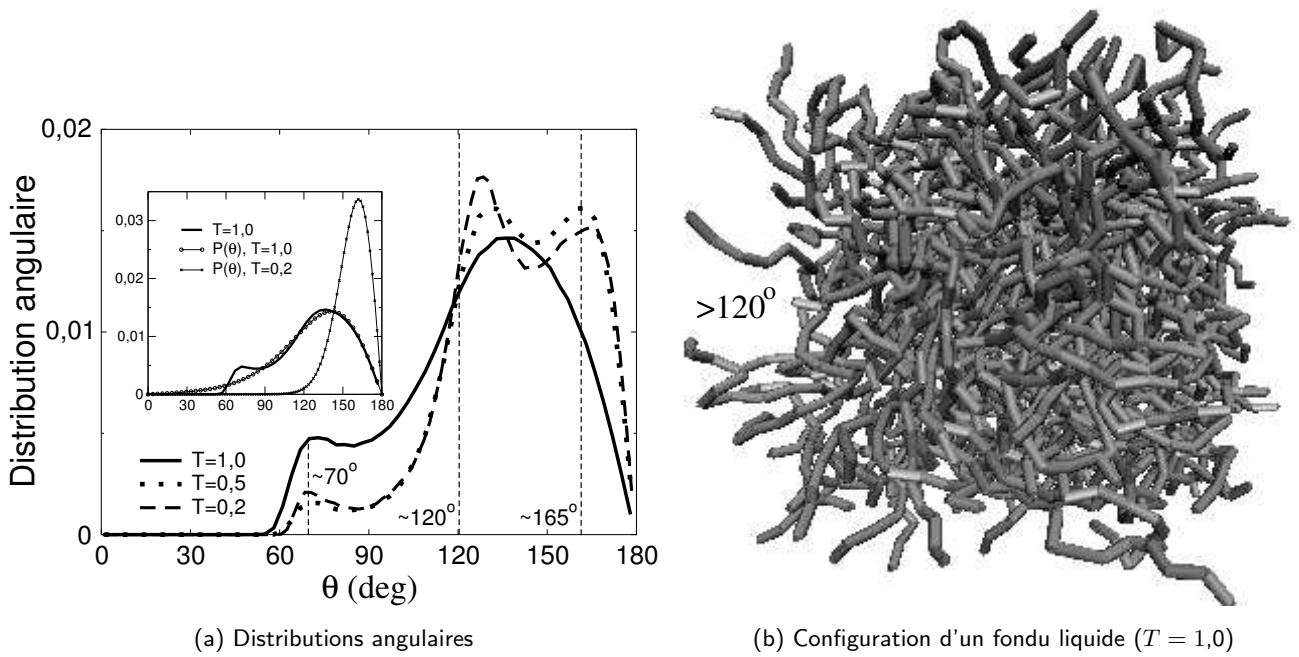 Distribution angulaire
0,02
0,01
0
0,03
0,02
0,01
0
T=1,0
P(θ), T=1,0
P(θ), T=0,2
0 30 60 90 120 150 180
T=1,0
T=0,5
T=0,2
~70°
~120°
~165°
0 30 60 90 120 150 180
θ (deg)
>120°
(a) Distributions angulaires
(b) Configuration d'un fondu liquide (T = 1,0)